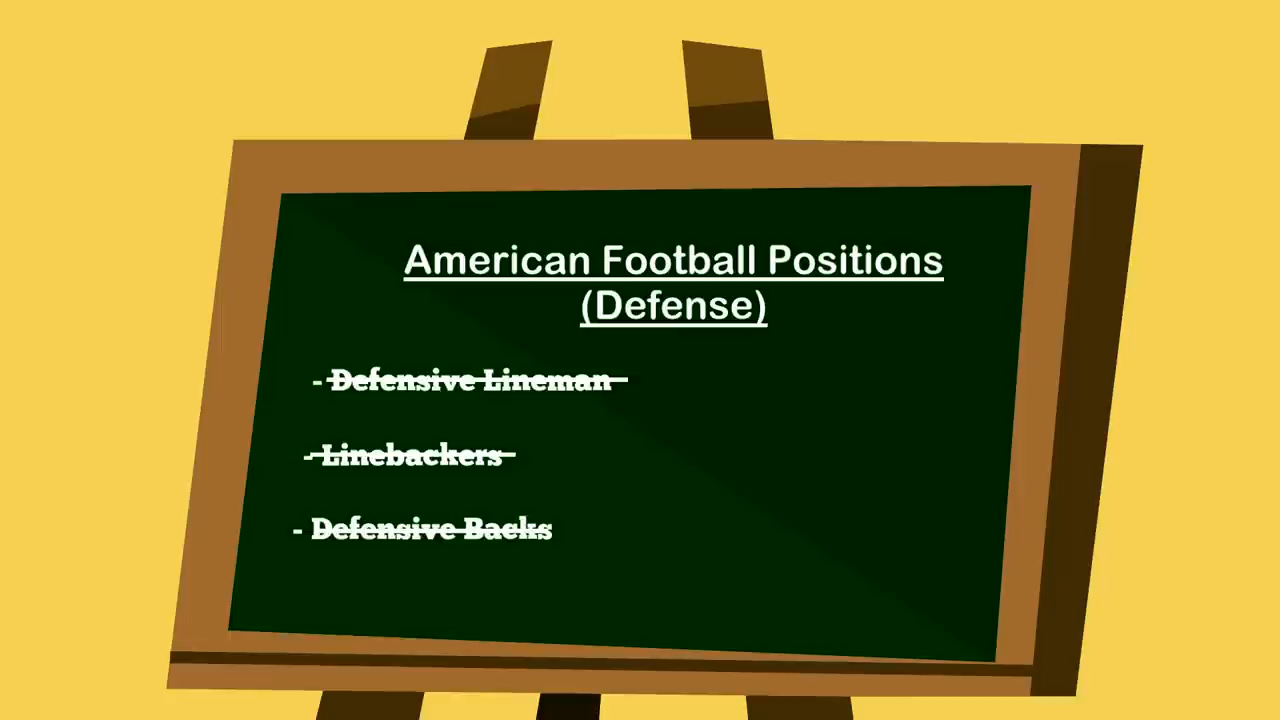 American Football Positions
(Defense)
- Defensive Lineman
- Linebackers
- Defensive Backs